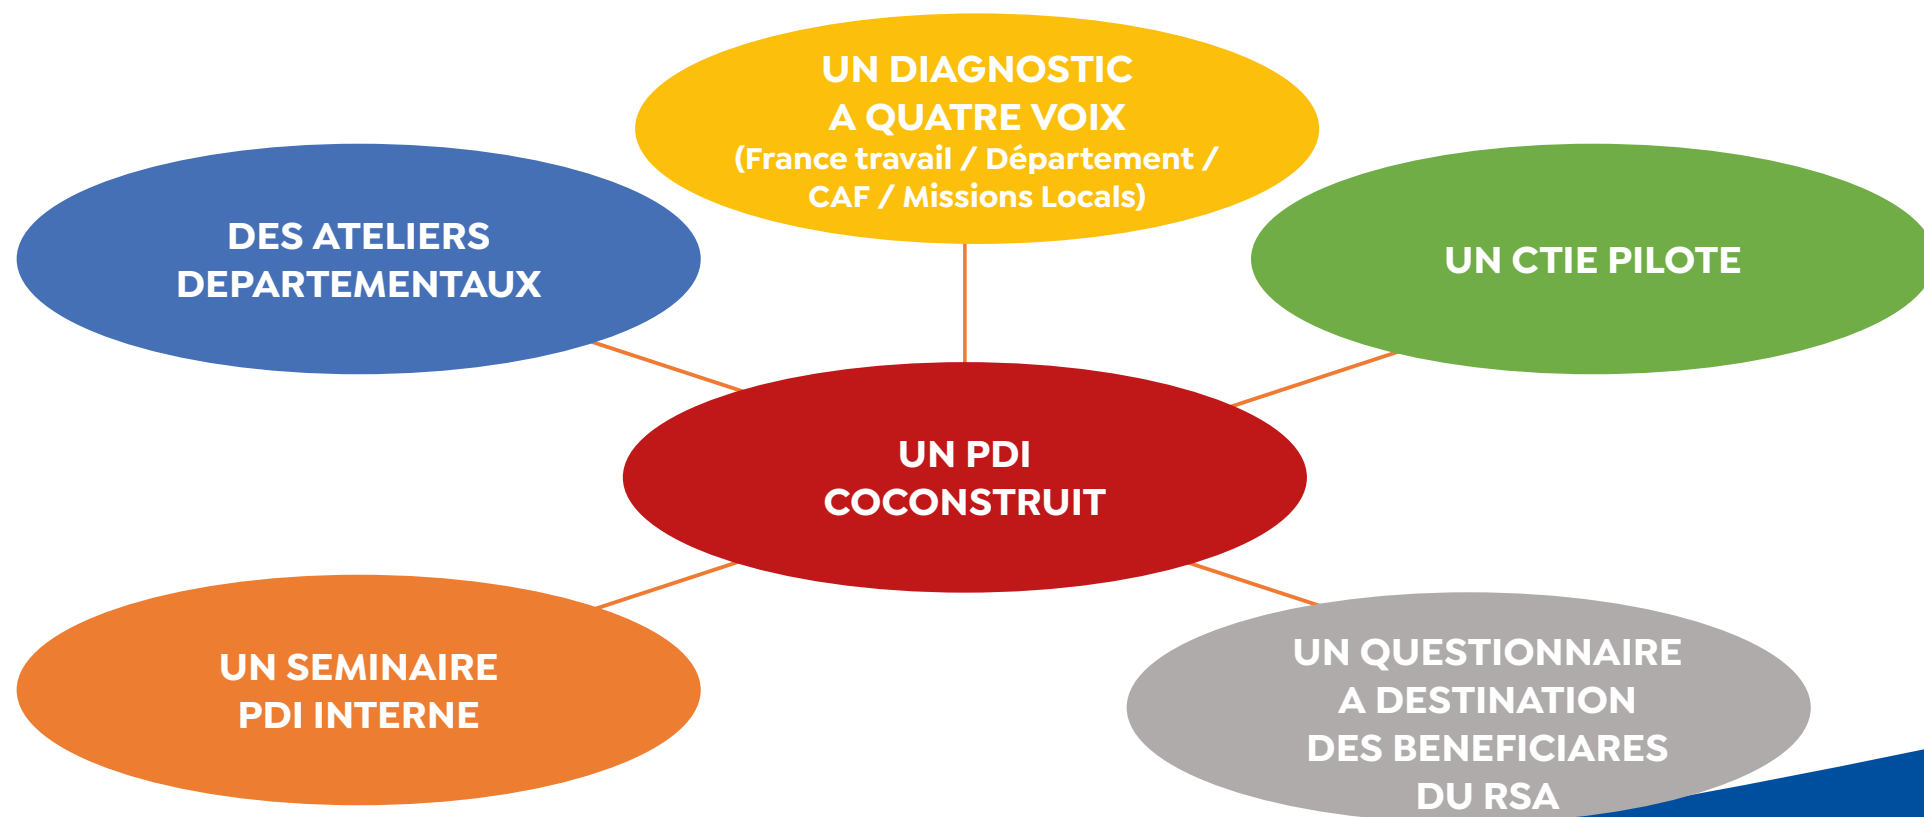 UN DIAGNOSTIC
A QUATRE VOIX
(France travail / Département /
CAF / Missions Locals)
DES ATELIERS
DEPARTEMENTAUX
UN CTIE PILOTE
UN PDI
COCONSTRUIT
UN SEMINAIRE
PDI INTERNE
UN QUESTIONNAIRE
A DESTINATION
DES BENEFICIARES
DU RSA